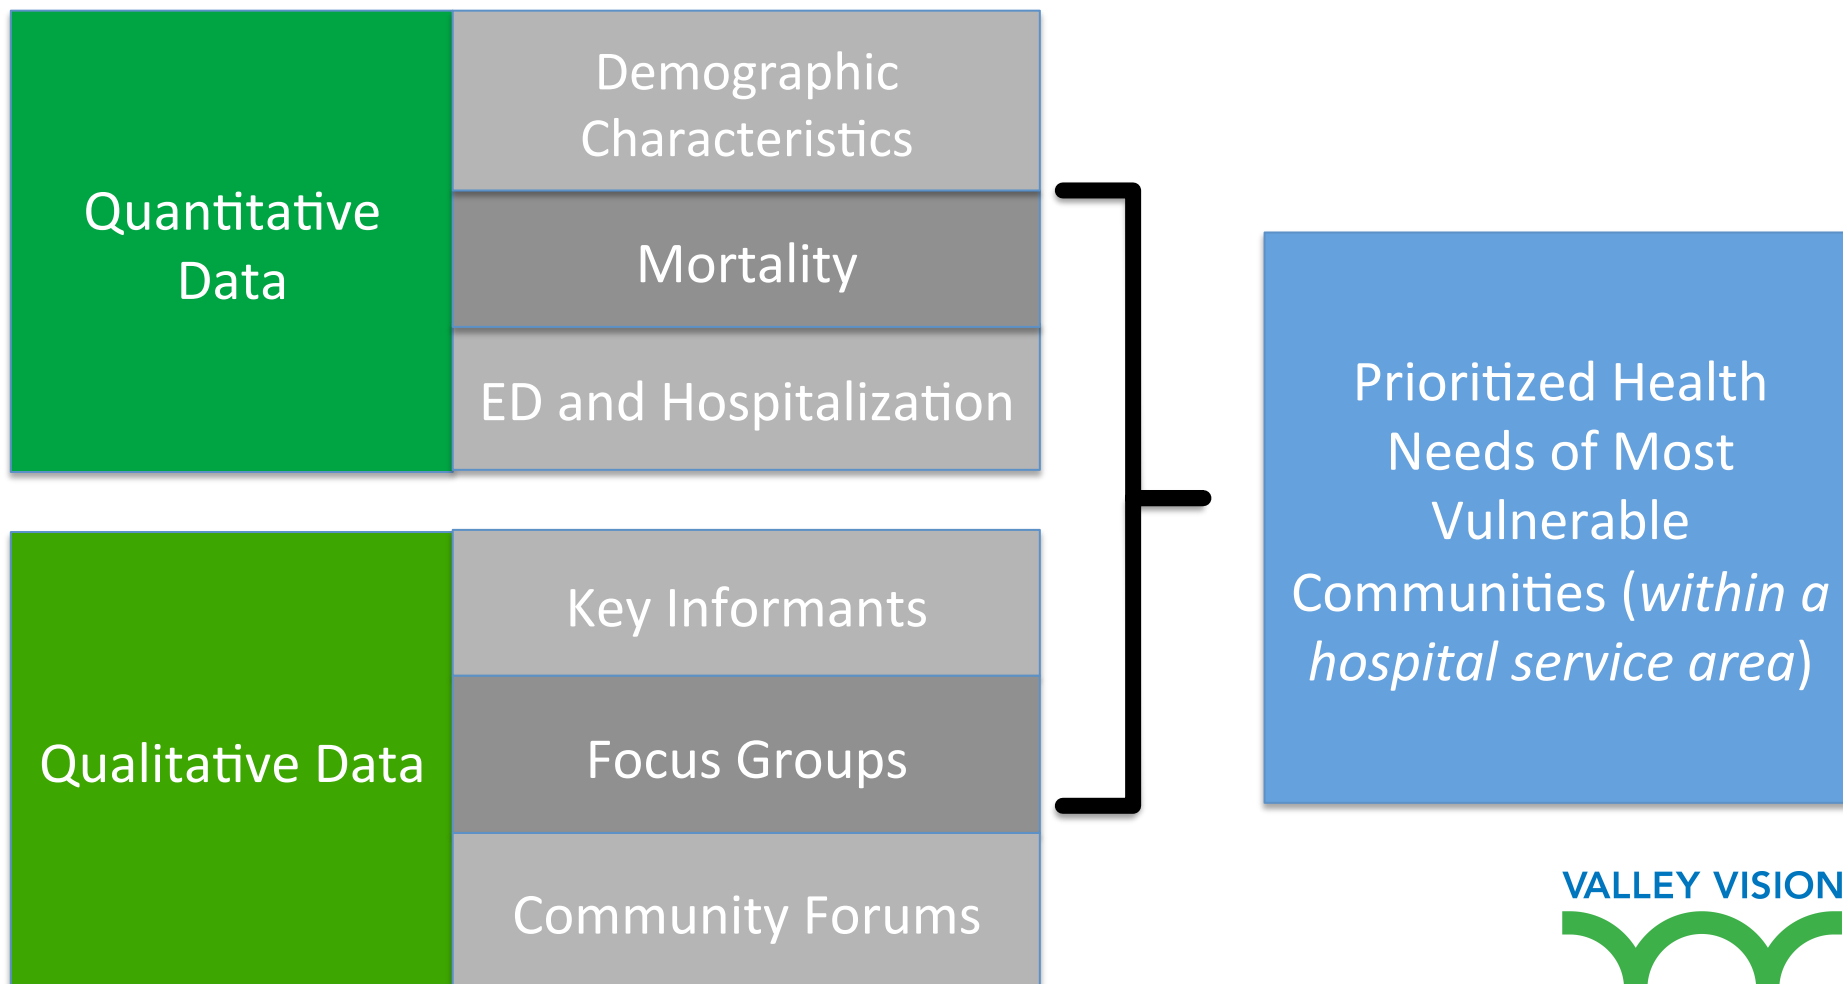 Quantitative
Data
Demographic
Characteristics
Mortality
ED and Hospitalization
Qualitative Data
Key Informants
Focus Groups
Community Forums
Prioritized Health
Needs of Most
Vulnerable
Communities (within a
hospital service area)
VALLEY VISION